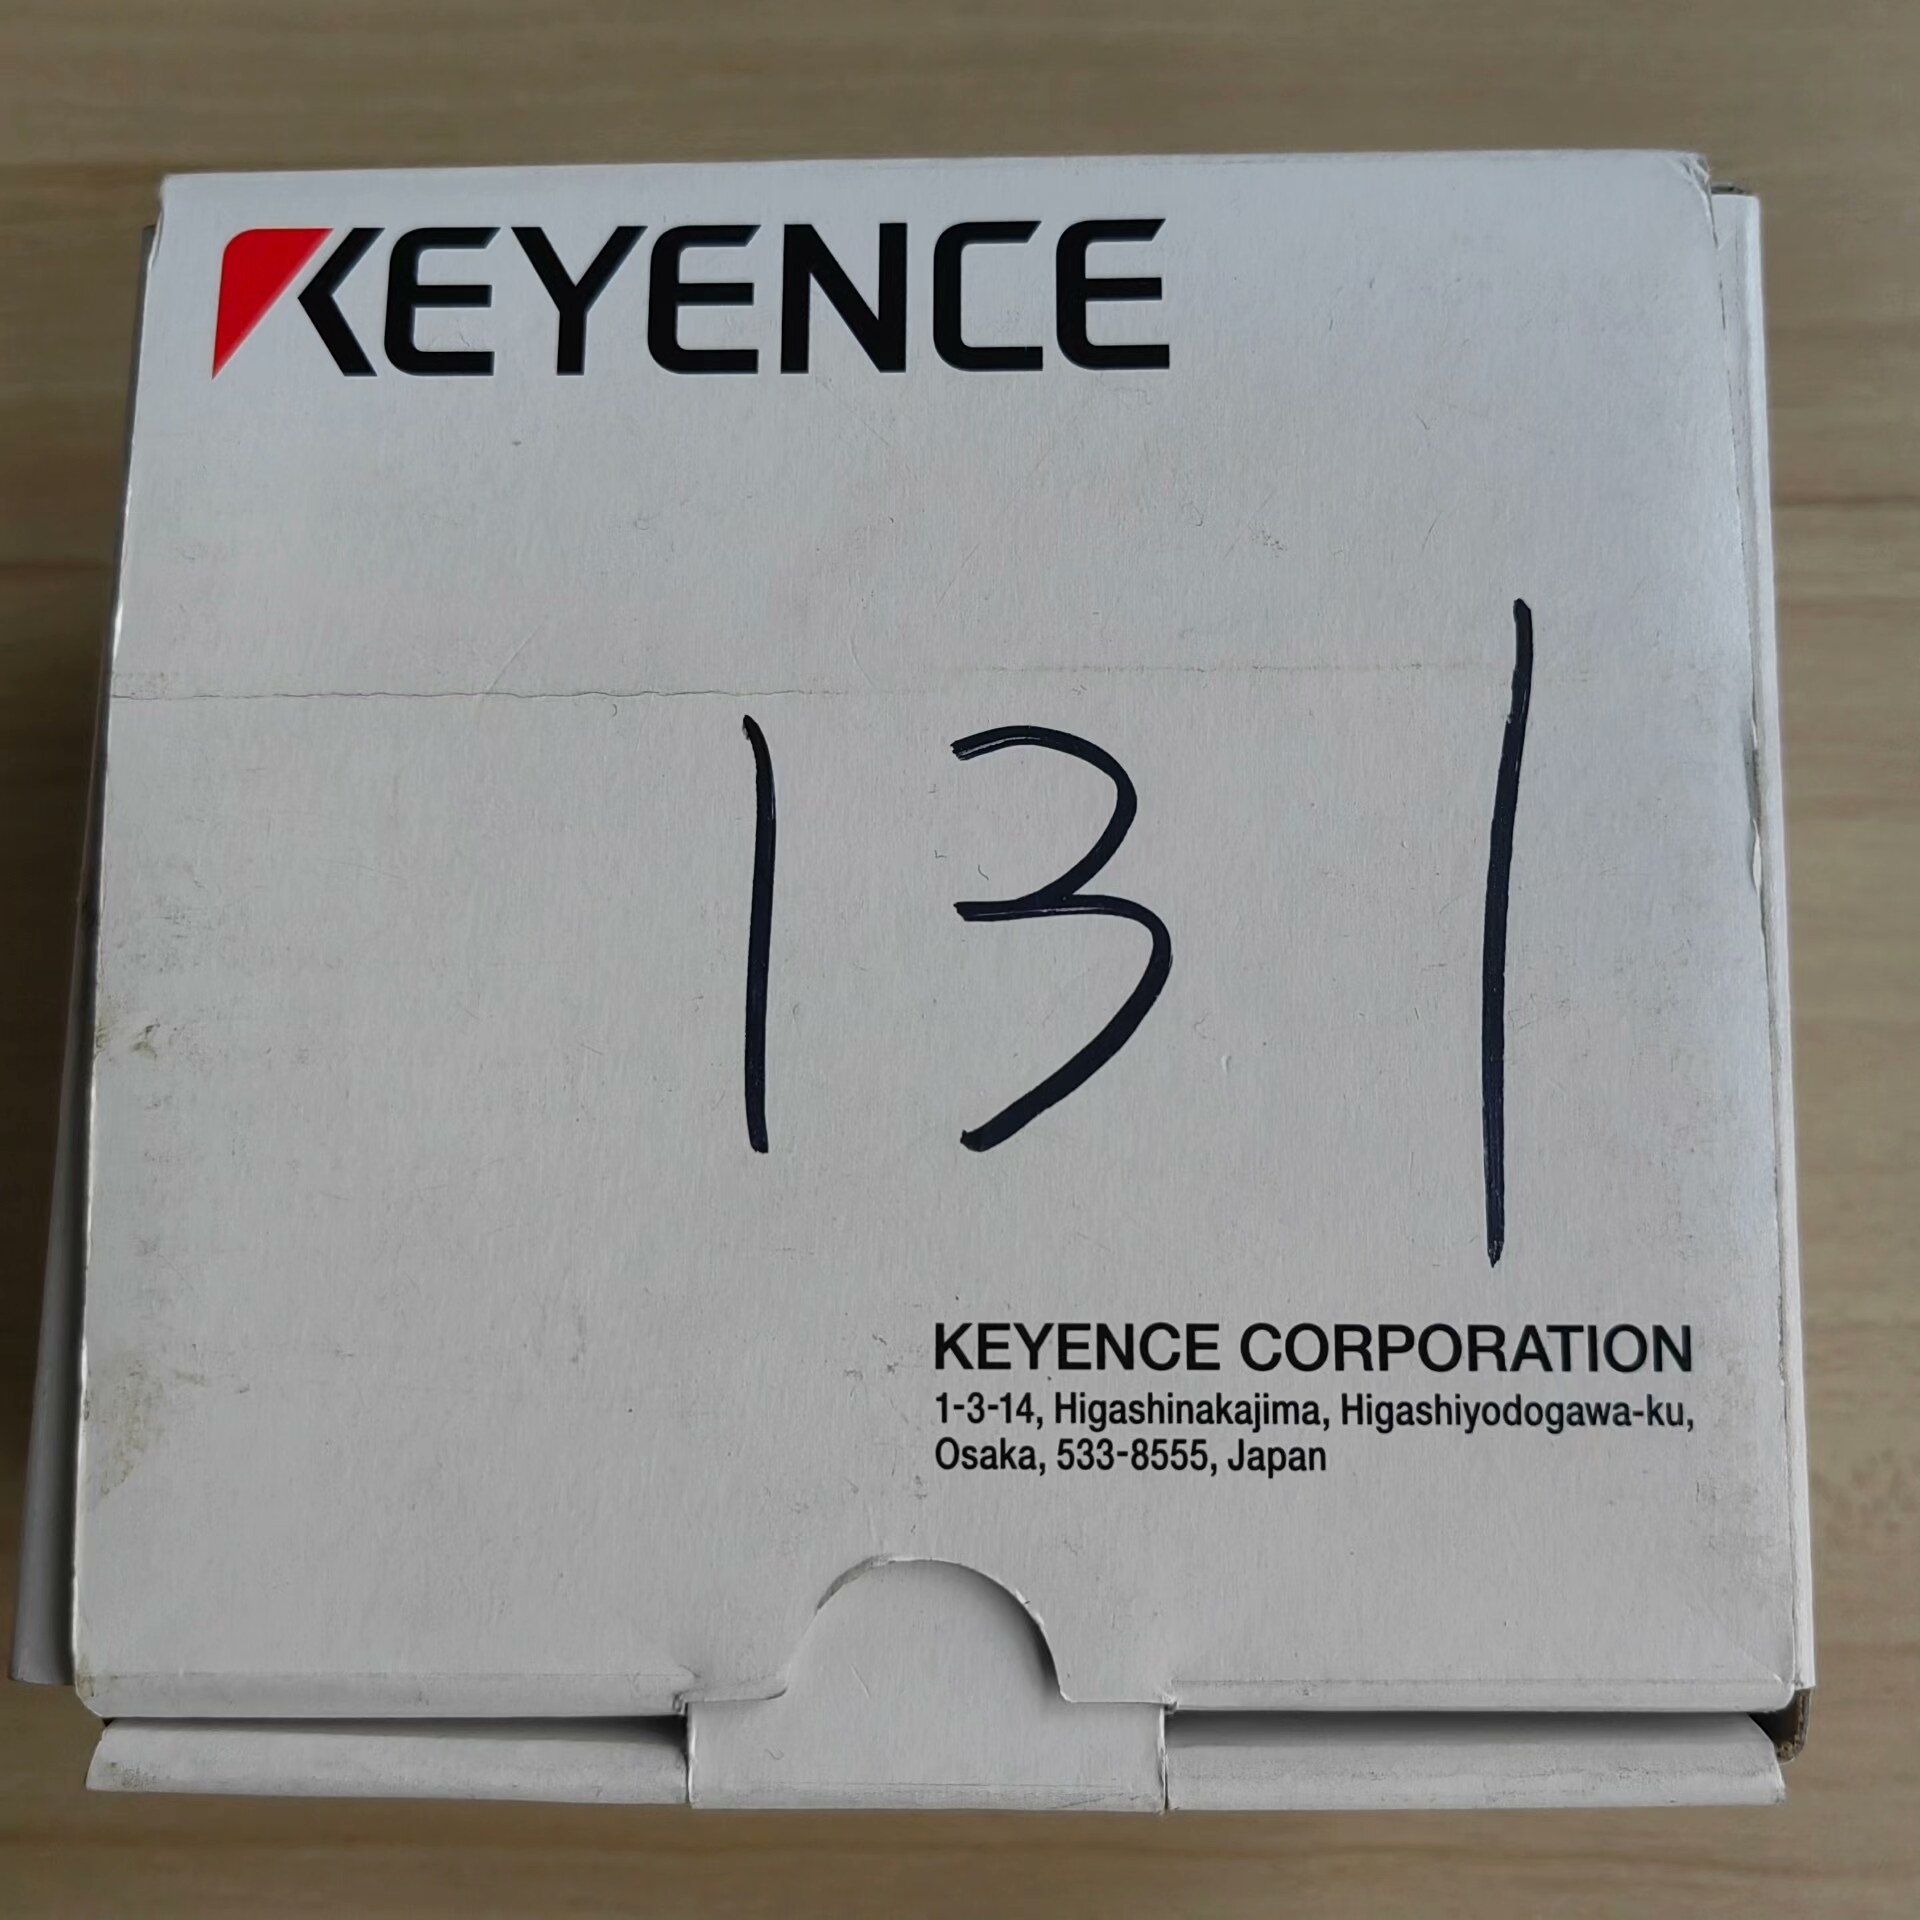 KEYENCE
131
KEYENCE CORPORATION
1-3-14, Higashinakajima, Higashiyodogawa-ku,
Osaka, 533-8555, Japan